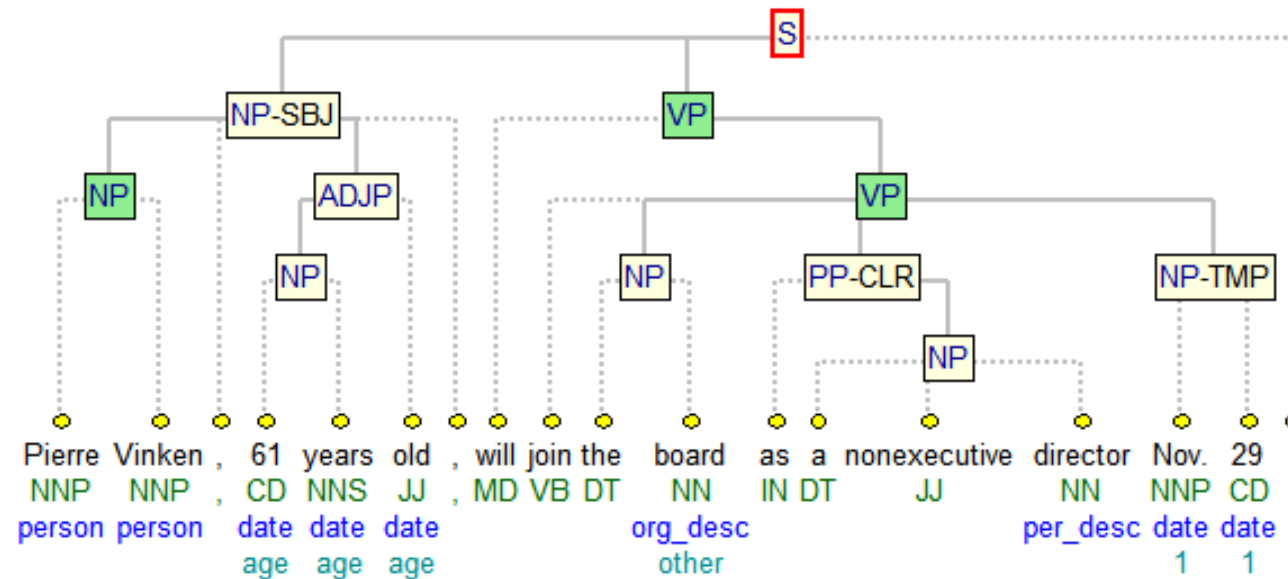 S
NP-SBJ VP
NP ADJP VP
NP NP PP-CLR NP-TMP
NP
Pierre Vinken , 61 years old , will join the board as a nonexecutive director Nov. 29
NNP NNP , CD NNS JJ , MD VB DT NN IN DT JJ NN NNP CD
person person date date date org_desc per_desc date date
age age age other 1 1